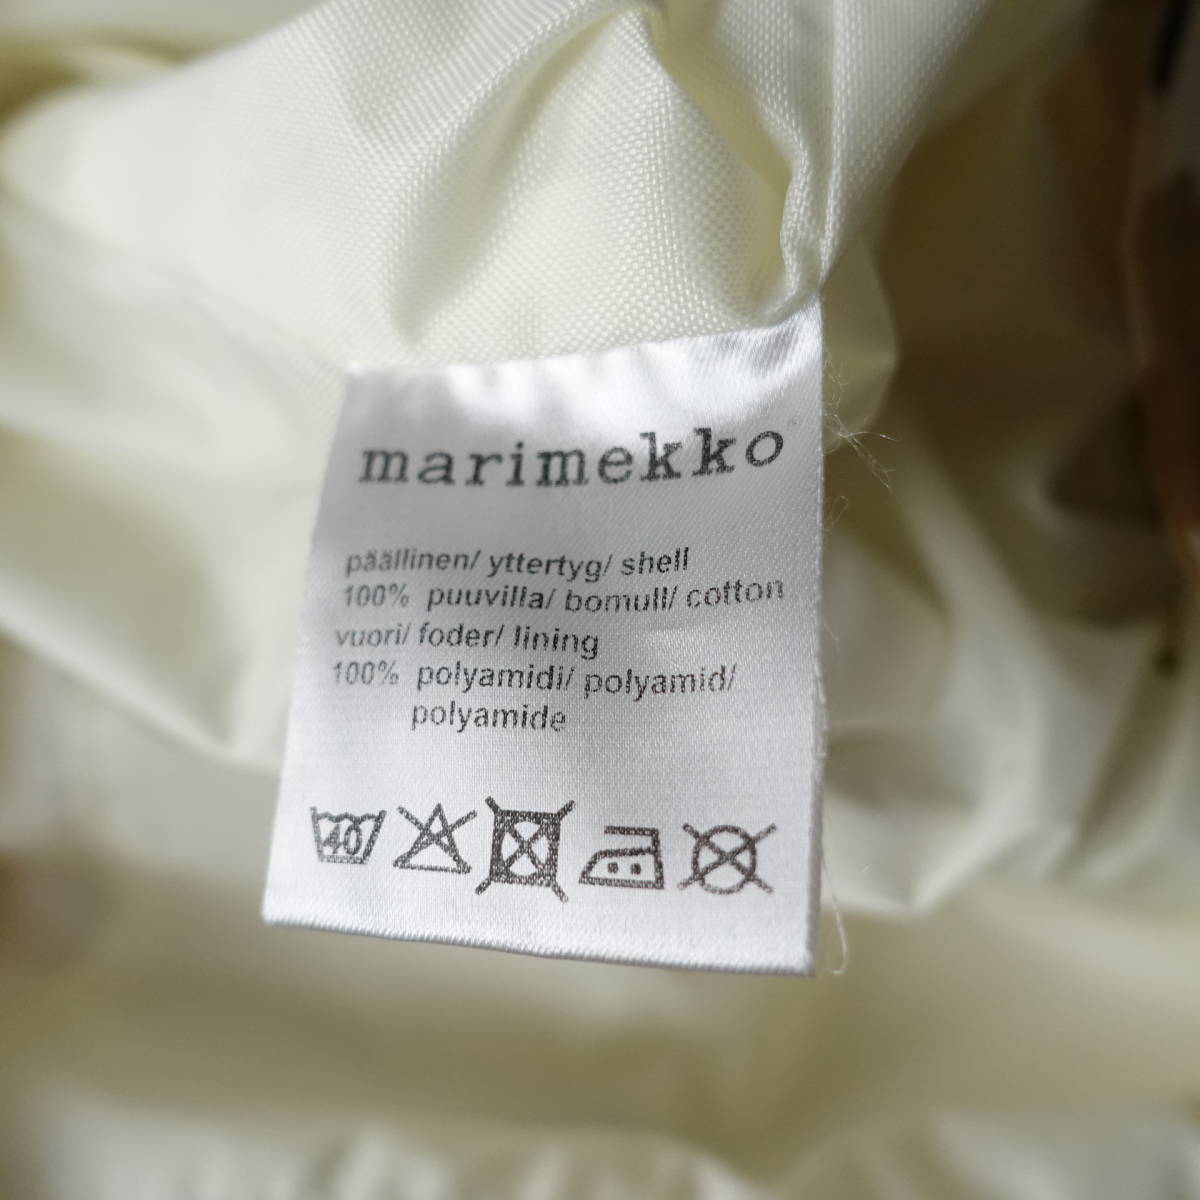 marimekko
päällinen/ yttertyg/ shell
100% puuvilla/ bomull/ cotton
vuori/ foder/ lining
100% polyamidi/ polyamid/
polyamide
40